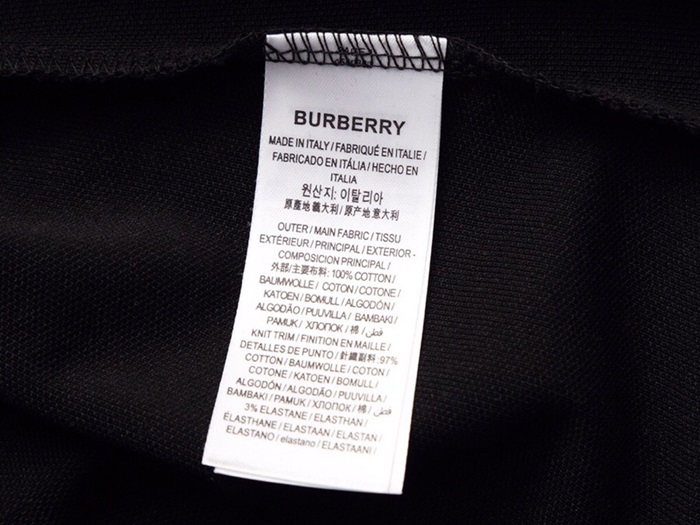 BURBERRY
MADE IN ITALY / FABRIQUÉ EN ITALIE /
FABRICADO EN ITÁLIA / HECHO EN
ITALIA
원산지: 이탈리아
原產地義大利 / 原产地意大利
OUTER / MAIN FABRIC / TISSU
EXTÉRIEUR / PRINCIPAL / EXTERIOR -
COMPOSICION PRINCIPAL /
外部/主要布料: 100% COTTON /
BAUMWOLLE / COTON / COTONE /
KATOEN / BOMULL / ALGODÓN /
ALGODÃO / PUUVILLA / BAMBAKI /
PAMUK / ХЛОПОК / 棉 / قطن /
KNIT TRIM / FINITION EN MAILLE /
DETALLES DE PUNTO / 針織副料: 97%
COTTON / BAUMWOLLE / COTON /
COTONE / KATOEN / BOMULL /
ALGODÓN / ALGODÃO / PUUVILLA /
BAMBAKI / PAMUK / ХЛОПОК / 棉 / قطن /
3% ELASTANE / ELASTHAN /
ÉLASTHANE / ELASTAAN / ELASTAN /
ELASTANO / elastano / ELASTAANI /